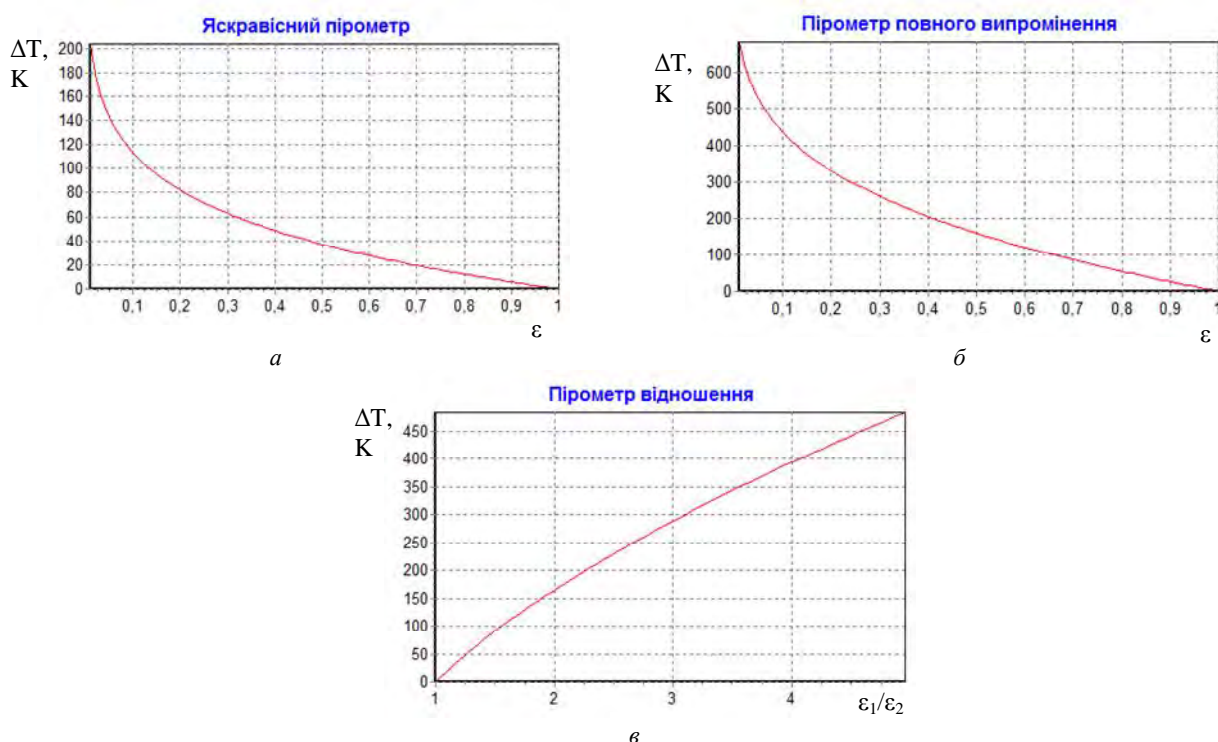 Яскравісний пірометр
ΔT,
K
200
180
160
140
120
100
80
60
40
20
0
0,1 0,2 0,3 0,4 0,5 0,6 0,7 0,8 0,9 1
ε
а
Пірометр повного випромінення
ΔT,
K
600
500
400
300
200
100
0
0,1 0,2 0,3 0,4 0,5 0,6 0,7 0,8 0,9 1
ε
б
Пірометр відношення
ΔT,
K
450
400
350
300
250
200
150
100
50
0
1 2 3 4
ε₁/ε₂
в